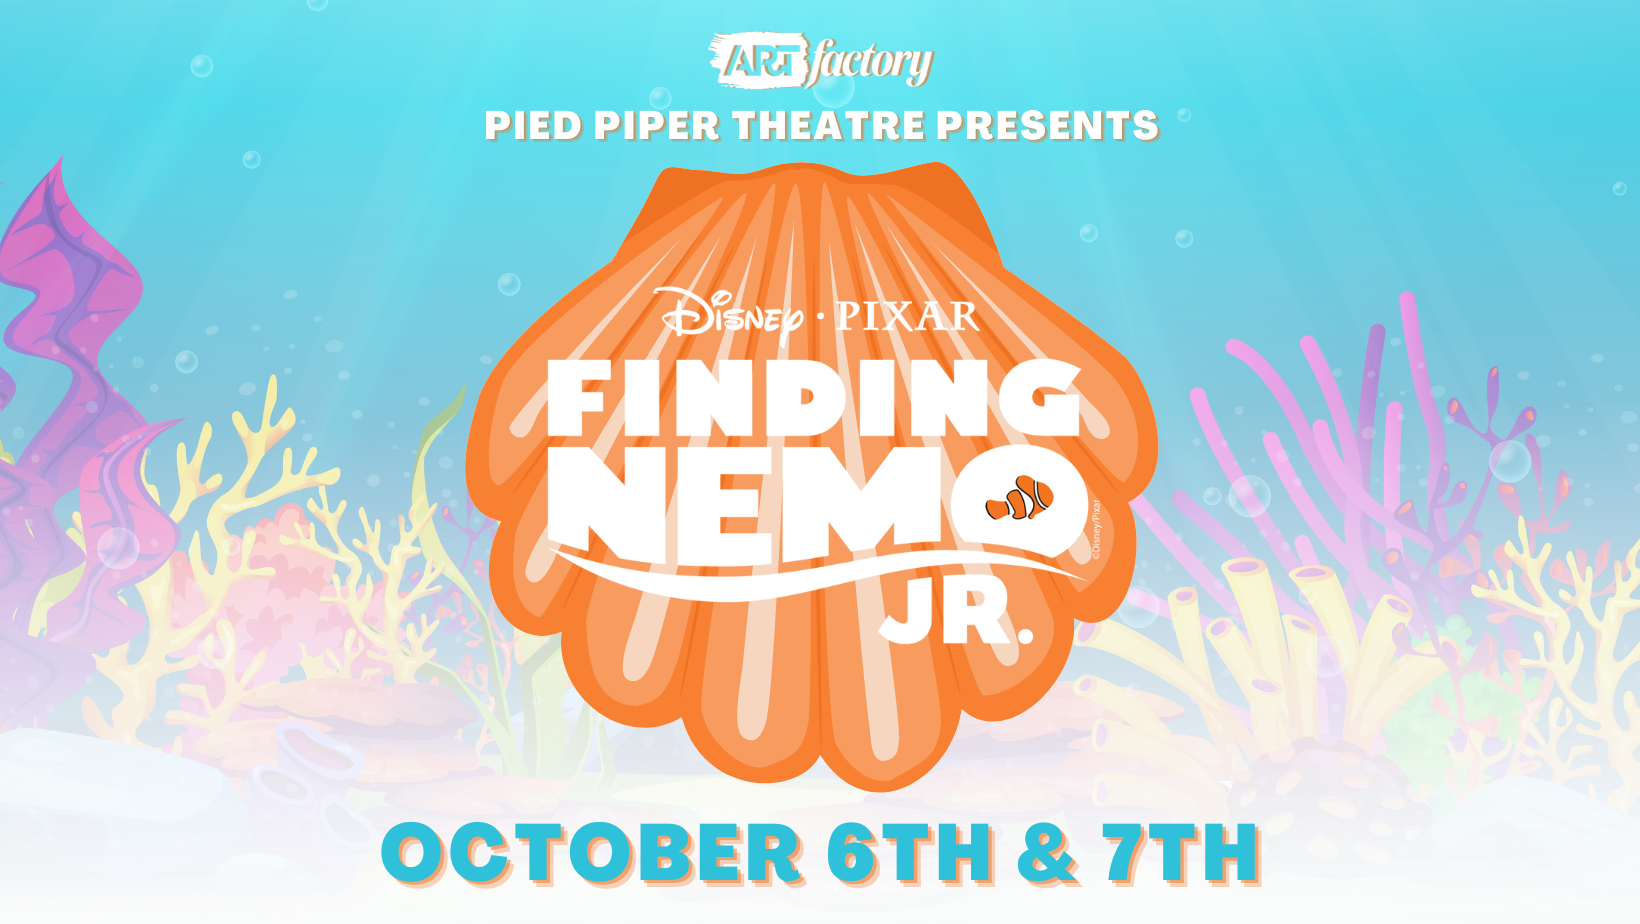 ART factory
PIED PIPER THEATRE PRESENTS
Disney · PIXAR
FINDING
NEMO
©Disney/Pixar
JR.
OCTOBER 6TH & 7TH